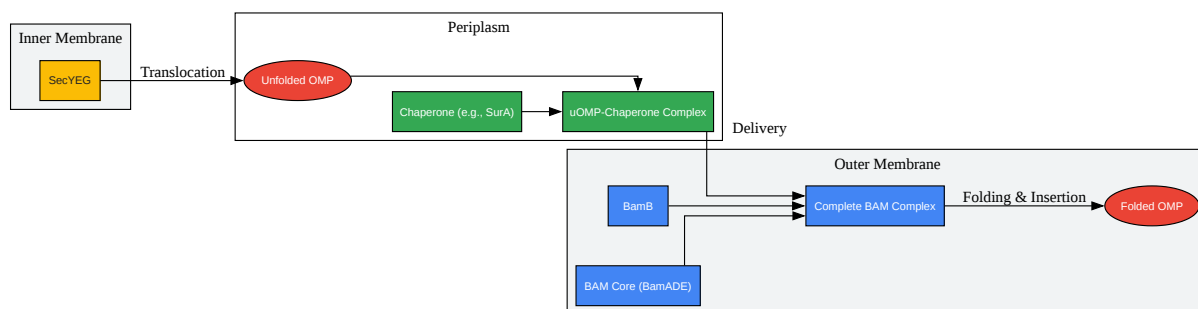 Inner Membrane
SecYEG
Translocation
Periplasm
Unfolded OMP
Chaperone (e.g., SurA)
uOMP-Chaperone Complex
Delivery
Outer Membrane
BamB
Complete BAM Complex
Folding & Insertion
Folded OMP
BAM Core (BamADE)